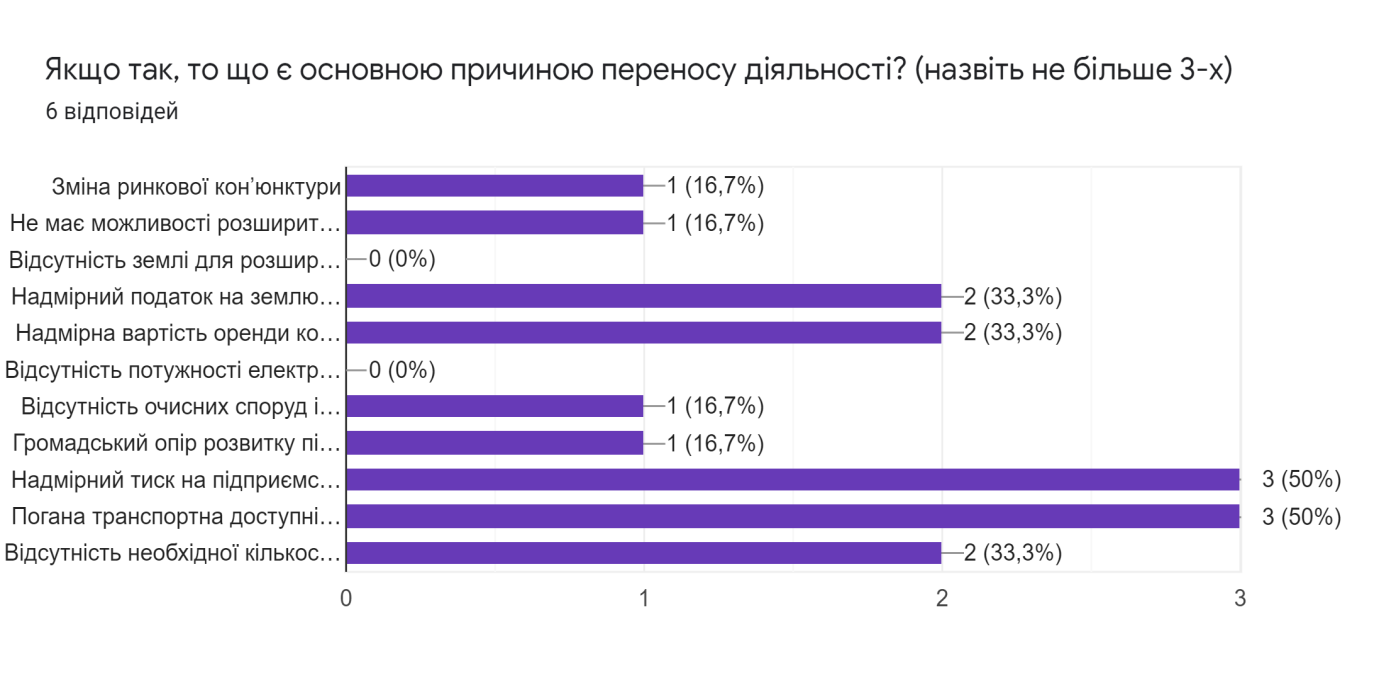 Якщо так, то що є основною причиною переносу діяльності? (назвіть не більше 3-х)
6 відповідей
Зміна ринкової кон’юнктури 1 (16,7%)
Не має можливості розширит… 1 (16,7%)
Відсутність землі для розшир… 0 (0%)
Надмірний податок на землю… 2 (33,3%)
Надмірна вартість оренди ко… 2 (33,3%)
Відсутність потужності електр… 0 (0%)
Відсутність очисних споруд і… 1 (16,7%)
Громадський опір розвитку пі… 1 (16,7%)
Надмірний тиск на підприємс… 3 (50%)
Погана транспортна доступні… 3 (50%)
Відсутність необхідної кількос… 2 (33,3%)
0 1 2 3